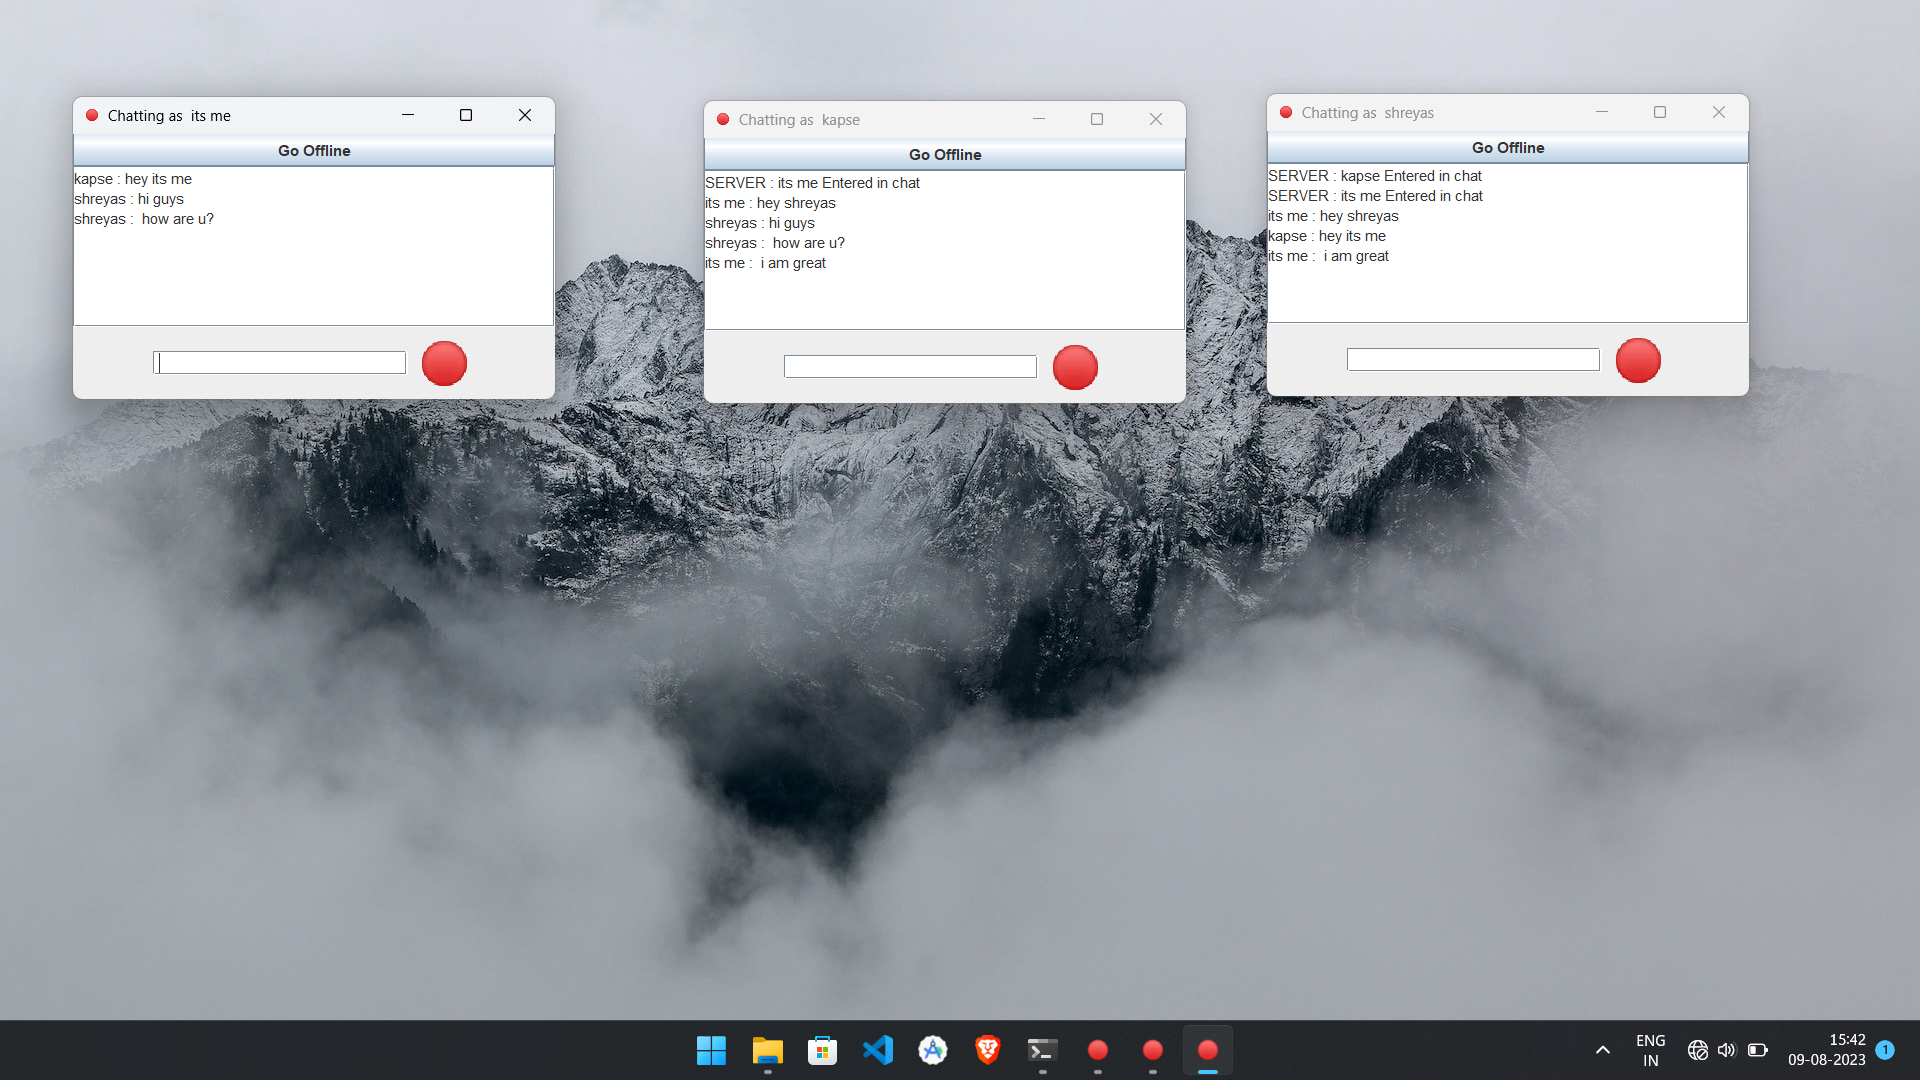 Chatting as  its me
Go Offline
kapse : hey its me
shreyas : hi guys
shreyas :  how are u?
Chatting as  kapse
Go Offline
SERVER : its me Entered in chat
its me : hey shreyas
shreyas : hi guys
shreyas :  how are u?
its me :  i am great
Chatting as  shreyas
Go Offline
SERVER : kapse Entered in chat
SERVER : its me Entered in chat
its me : hey shreyas
kapse : hey its me
its me :  i am great
ENG
IN
15:42
09-08-2023
1